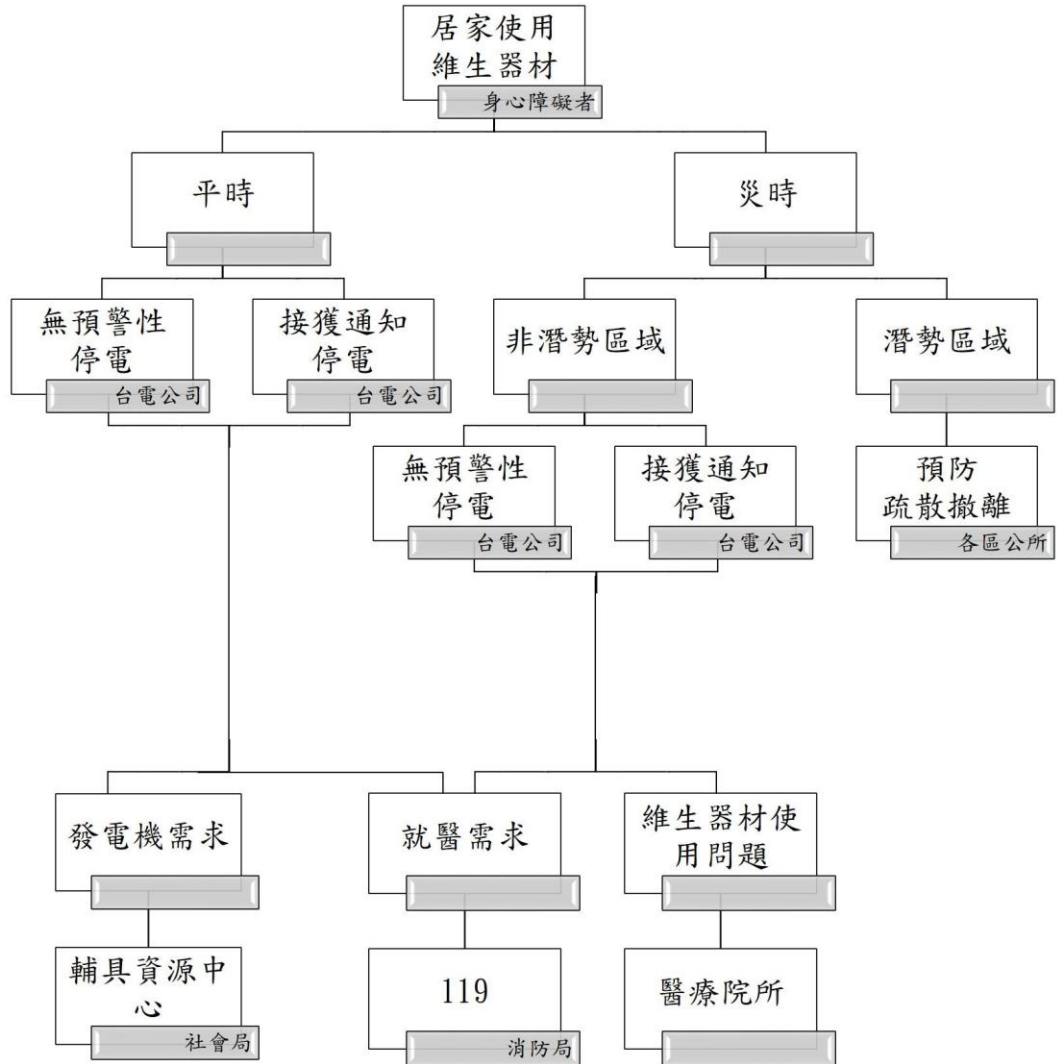 居家使用
維生器材
身心障礙者
平時
災時
無預警性
停電
台電公司
接獲通知
停電
台電公司
非潛勢區域
潛勢區域
無預警性
停電
台電公司
接獲通知
停電
台電公司
預防
疏散撤離
各區公所
發電機需求
就醫需求
維生器材使
用問題
輔具資源中
心
社會局
119
消防局
醫療院所